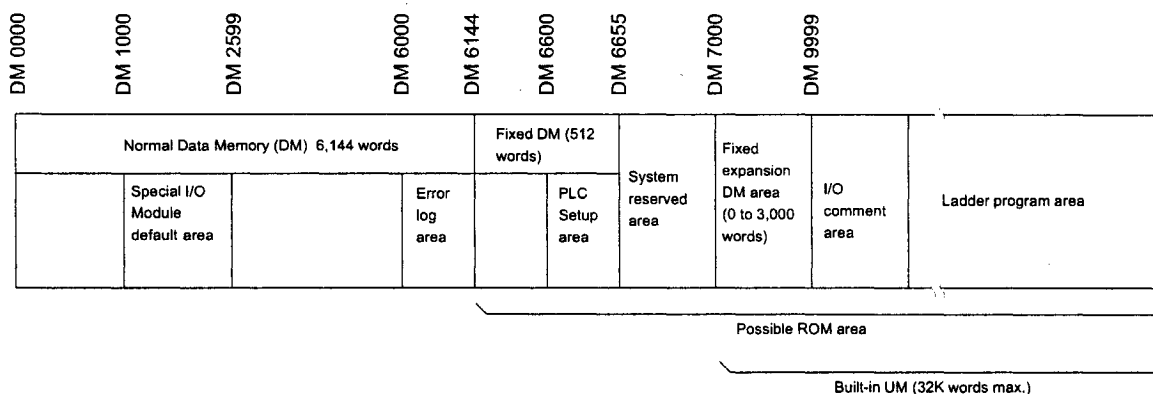 DM 0000
DM 1000
DM 2599
DM 6000
DM 6144
DM 6600
DM 6655
DM 7000
DM 9999
Normal Data Memory (DM) 6,144 words
Fixed DM (512
words)
Special I/O
Module
default area
Error
log
area
PLC
Setup
area
System
reserved
area
Fixed
expansion
DM area
(0 to 3,000
words)
I/O
comment
area
Ladder program area
Possible ROM area
Built-in UM (32K words max.)